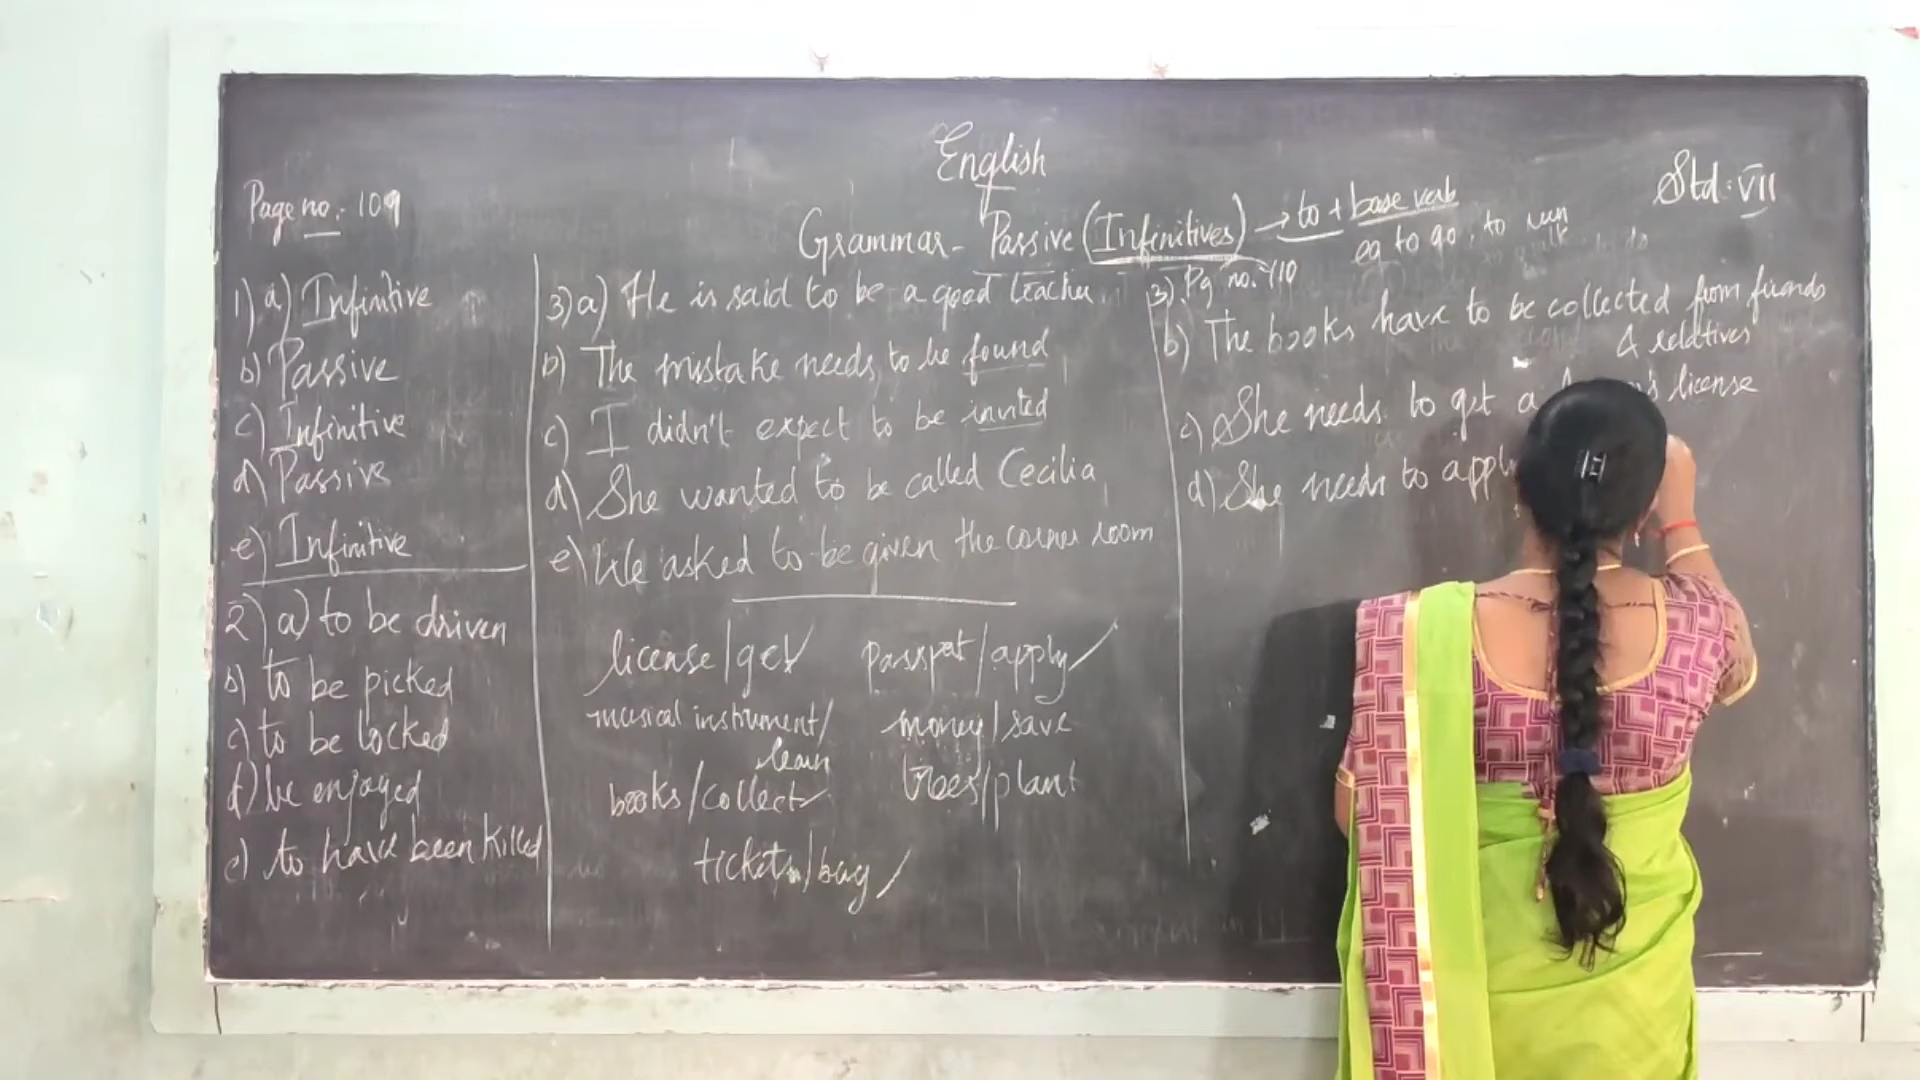 English
Std: VII
Page no: 109
Grammar - Passive (Infinitives) → to + base verb
eg to go, to run
1) a) Infinitive
b) Passive
c) Infinitive
d) Passive
e) Infinitive
2) a) to be driven
b) to be picked
c) to be locked
d) be enjoyed
e) to have been killed
3) a) He is said to be a good teacher
b) The mistake needs to be found
c) I didn't expect to be invited
d) She wanted to be called Cecilia
e) We asked to be given the corner room
license/get passport/apply
musical instrument/ money/save
learn
books/collect trees/plant
tickets/buy
3) Pg no. 110
b) The books have to be collected from friends
& relatives
c) She needs to get a license
d) She needs to apply